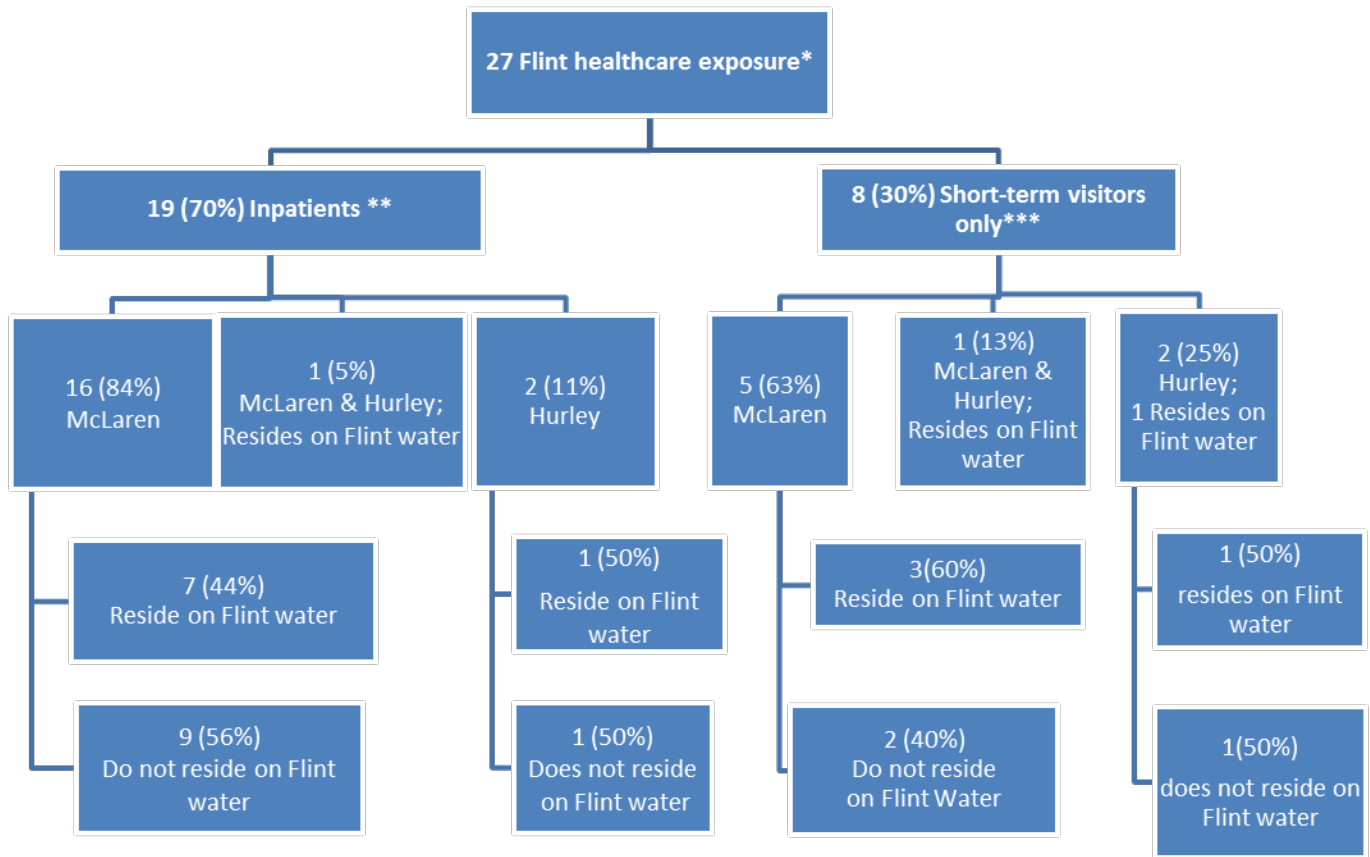 27 Flint healthcare exposure*
19 (70%) Inpatients **
8 (30%) Short-term visitors
only***
16 (84%)
McLaren
1 (5%)
McLaren & Hurley;
Resides on Flint water
2 (11%)
Hurley
5 (63%)
McLaren
1 (13%)
McLaren &
Hurley;
Resides on Flint
water
2 (25%)
Hurley;
1 Resides on
Flint water
7 (44%)
Reside on Flint water
1 (50%)
Reside on Flint
water
3(60%)
Reside on Flint water
1 (50%)
resides on Flint
water
9 (56%)
Do not reside on Flint
water
1 (50%)
Does not reside
on Flint water
2 (40%)
Do not reside
on Flint Water
1(50%)
does not reside on
Flint water